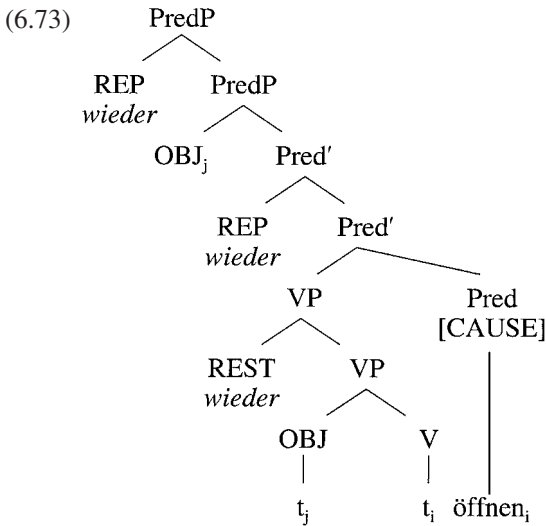 (6.73) PredP
REP PredP
wieder
OBJj Pred′
REP Pred′
wieder
VP Pred
[CAUSE]
REST VP
wieder
OBJ V
tj ti öffneni